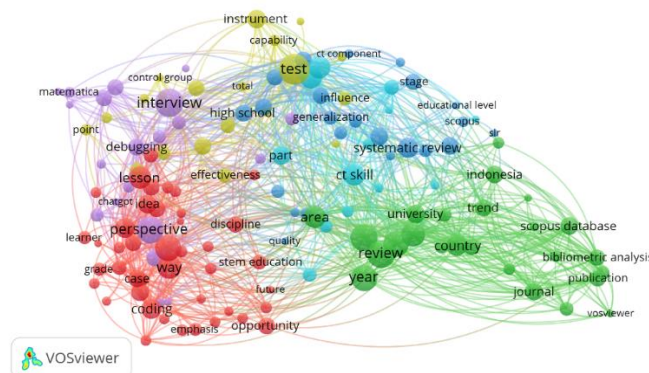 instrument
capability
ct component
test
control group
stage
matematica
total
interview
influence
educational level
high school
generalization
scopus
point
slr
debugging
systematic review
part
lesson
effectiveness
ct skill
indonesia
chatgpt
idea
area
university
trend
learner
perspective
discipline
scopus database
quality
review
country
way
grade
stem education
bibliometric analysis
case
year
publication
future
journal
coding
vosviewer
emphasis
opportunity
VOSviewer